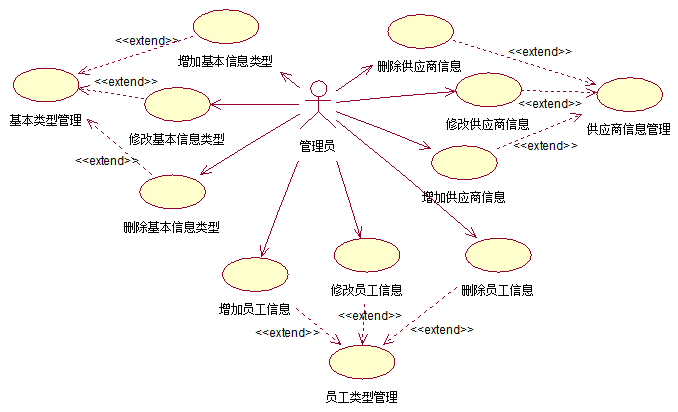 <<extend>>
增加基本信息类型
<<extend>>
删除供应商信息
<<extend>>
基本类型管理
修改基本信息类型
修改供应商信息
<<extend>>
供应商信息管理
管理员
<<extend>>
<<extend>>
增加供应商信息
删除基本信息类型
增加员工信息
修改员工信息
删除员工信息
<<extend>>
<<extend>>
<<extend>>
员工类型管理